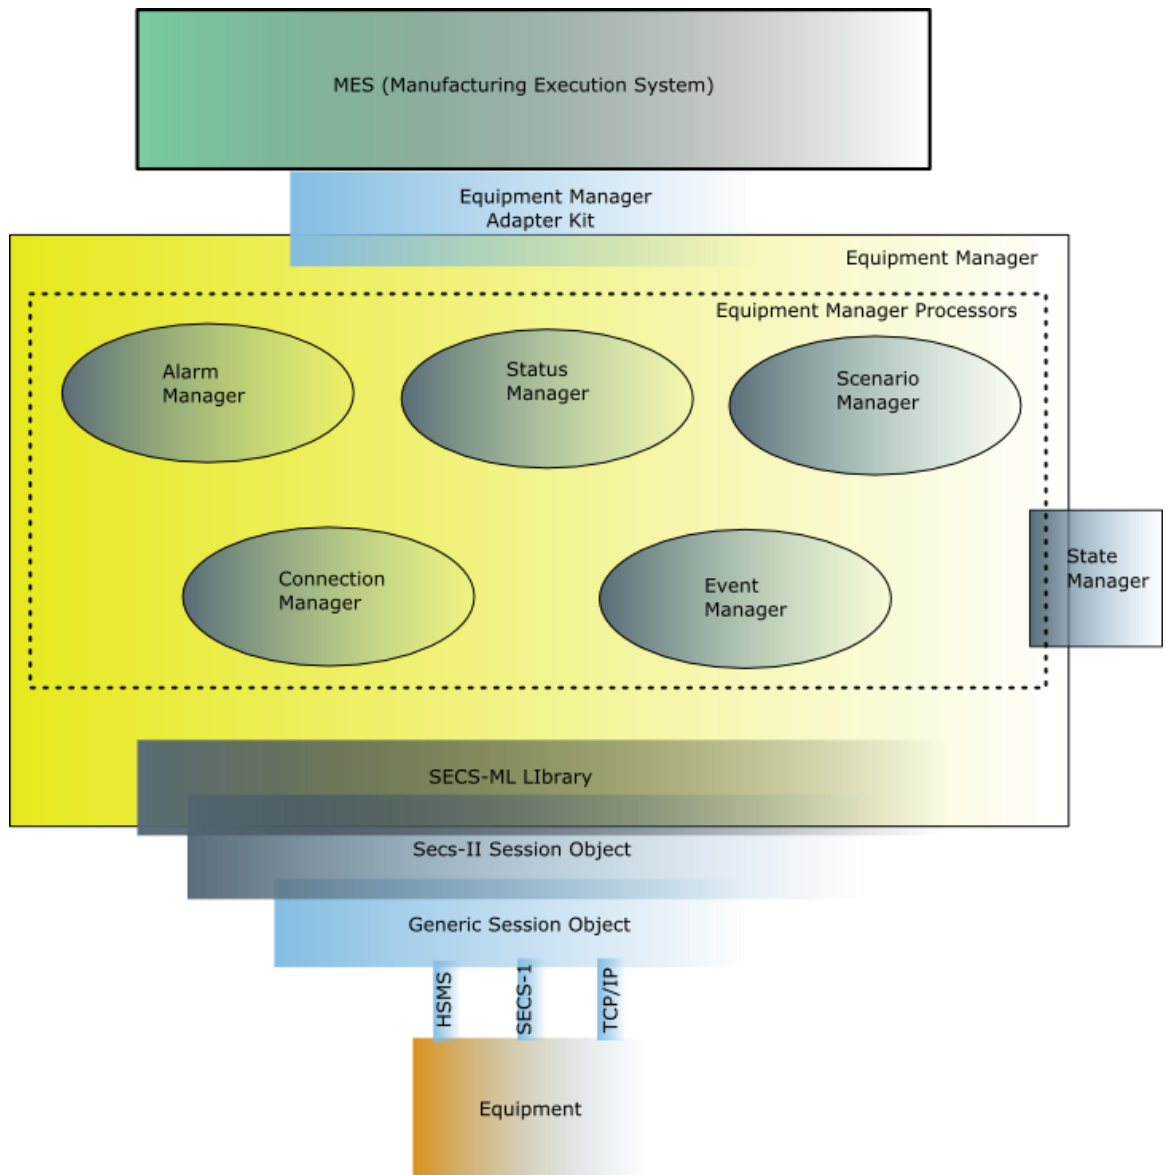 MES (Manufacturing Execution System)
Equipment Manager
Adapter Kit
Equipment Manager
Equipment Manager Processors
Alarm
Manager
Status
Manager
Scenario
Manager
Connection
Manager
Event
Manager
State
Manager
SECS-ML LIbrary
Secs-II Session Object
Generic Session Object
HSMS
SECS-1
TCP/IP
Equipment